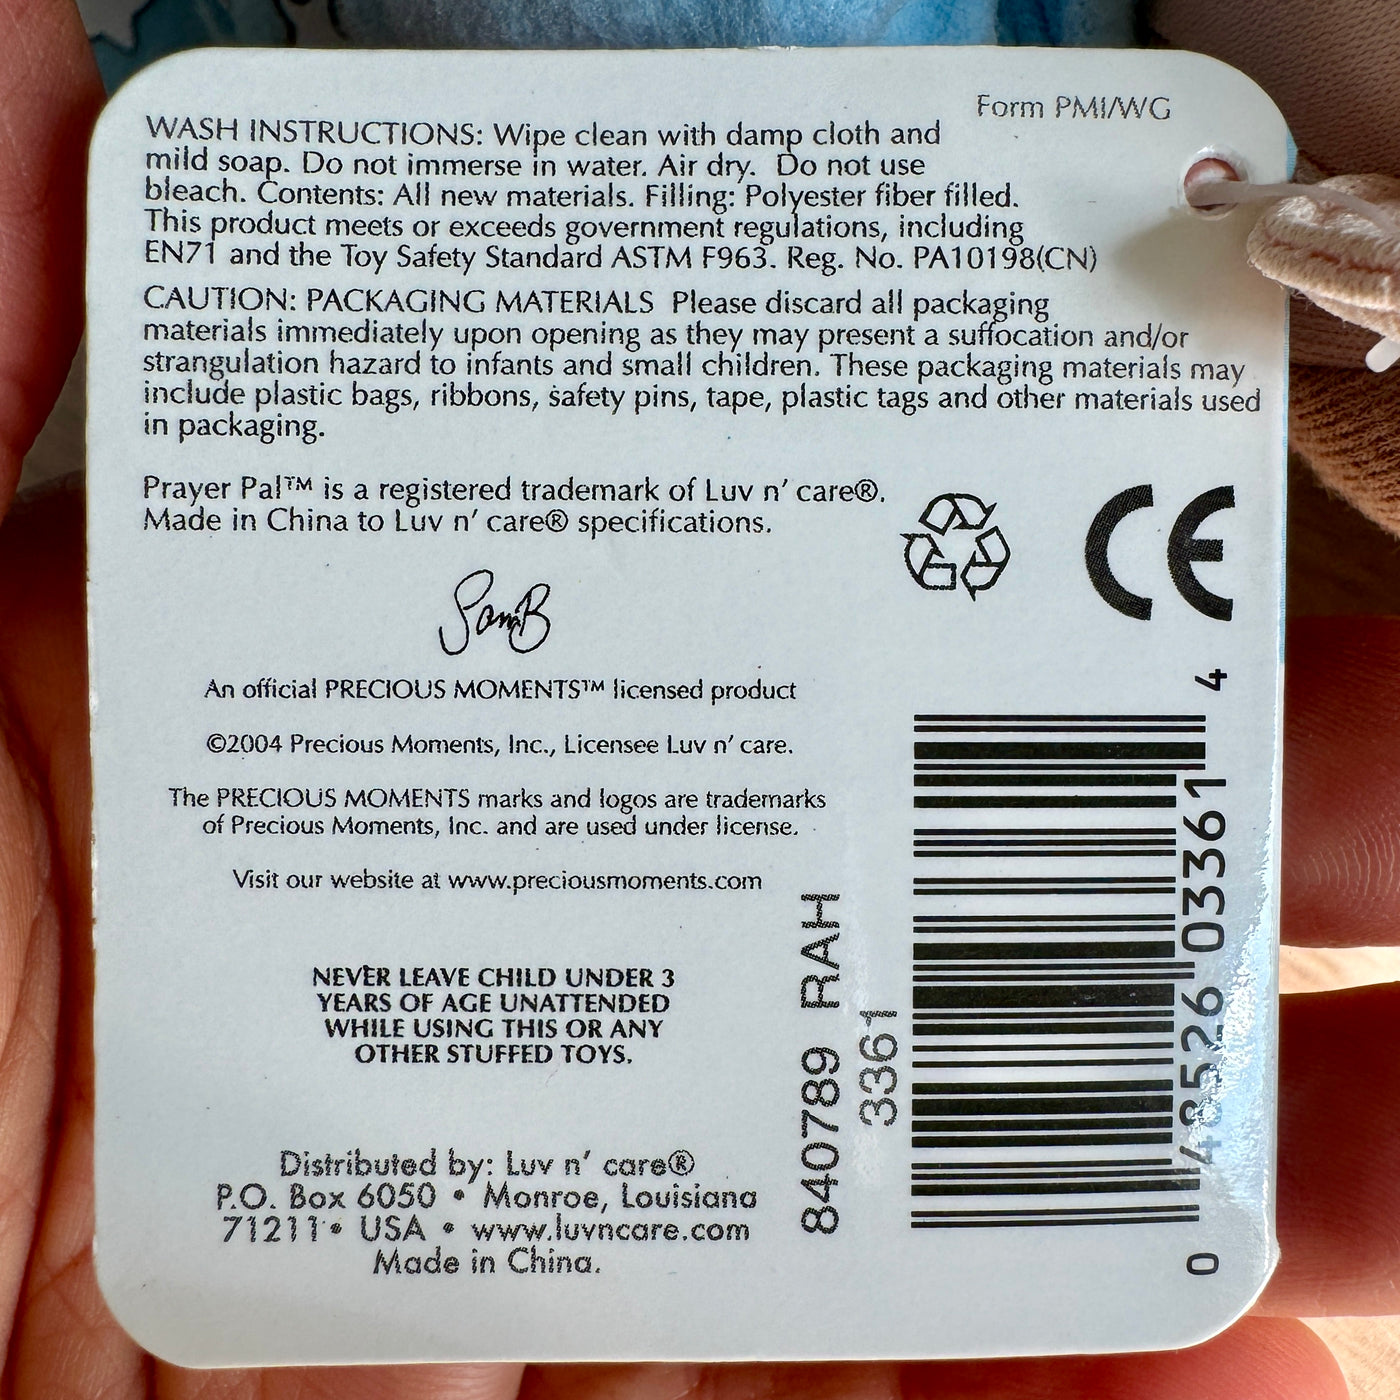 Form PMI/WG
WASH INSTRUCTIONS: Wipe clean with damp cloth and
mild soap. Do not immerse in water. Air dry. Do not use
bleach. Contents: All new materials. Filling: Polyester fiber filled.
This product meets or exceeds government regulations, including
EN71 and the Toy Safety Standard ASTM F963. Reg. No. PA10198(CN)
CAUTION: PACKAGING MATERIALS Please discard all packaging
materials immediately upon opening as they may present a suffocation and/or
strangulation hazard to infants and small children. These packaging materials may
include plastic bags, ribbons, safety pins, tape, plastic tags and other materials used
in packaging.
Prayer Pal™ is a registered trademark of Luv n' care®.
Made in China to Luv n' care® specifications.
CE
SamB
An official PRECIOUS MOMENTS™ licensed product
©2004 Precious Moments, Inc., Licensee Luv n' care.
The PRECIOUS MOMENTS marks and logos are trademarks
of Precious Moments, Inc. and are used under license.
Visit our website at www.preciousmoments.com
NEVER LEAVE CHILD UNDER 3
YEARS OF AGE UNATTENDED
WHILE USING THIS OR ANY
OTHER STUFFED TOYS.
Distributed by: Luv n' care®
P.O. Box 6050 • Monroe, Louisiana
71211 • USA • www.luvncare.com
Made in China.
840789 RAH
3361
0 48526 03361 4